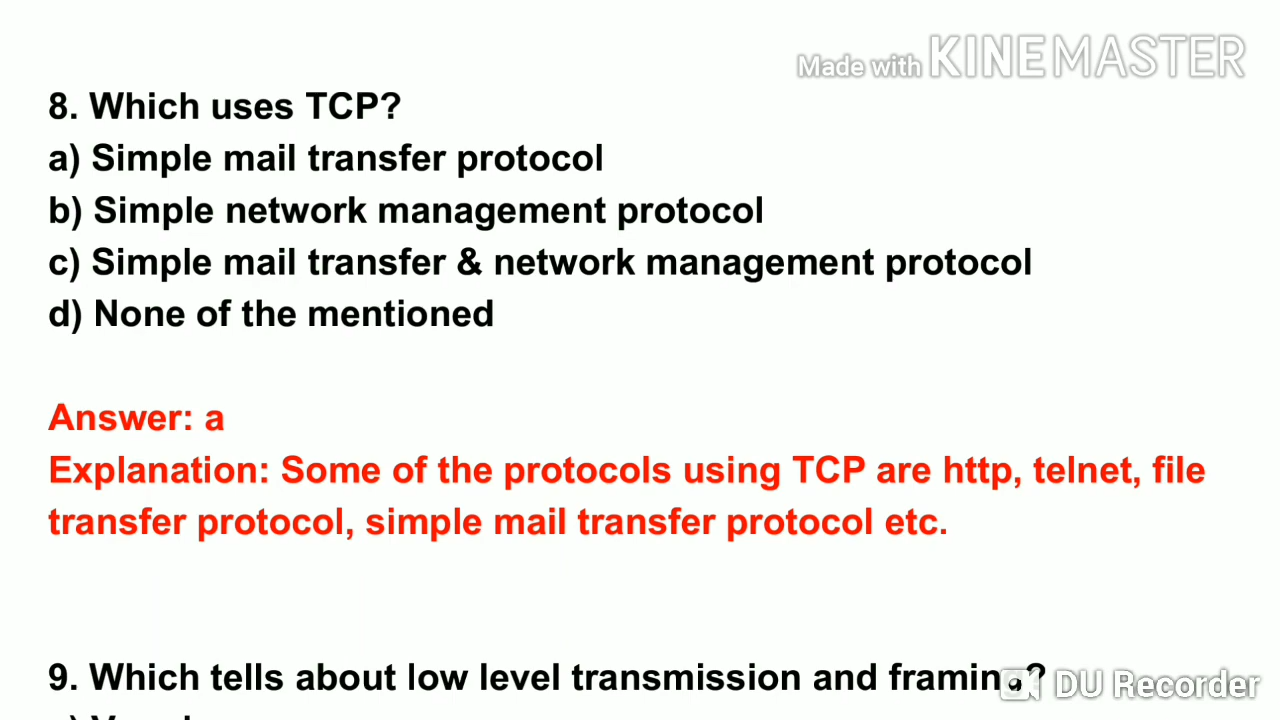 Made with KINEMASTER
8. Which uses TCP?
a) Simple mail transfer protocol
b) Simple network management protocol
c) Simple mail transfer & network management protocol
d) None of the mentioned
Answer: a
Explanation: Some of the protocols using TCP are http, telnet, file
transfer protocol, simple mail transfer protocol etc.
9. Which tells about low level transmission and framing?
DU Recorder